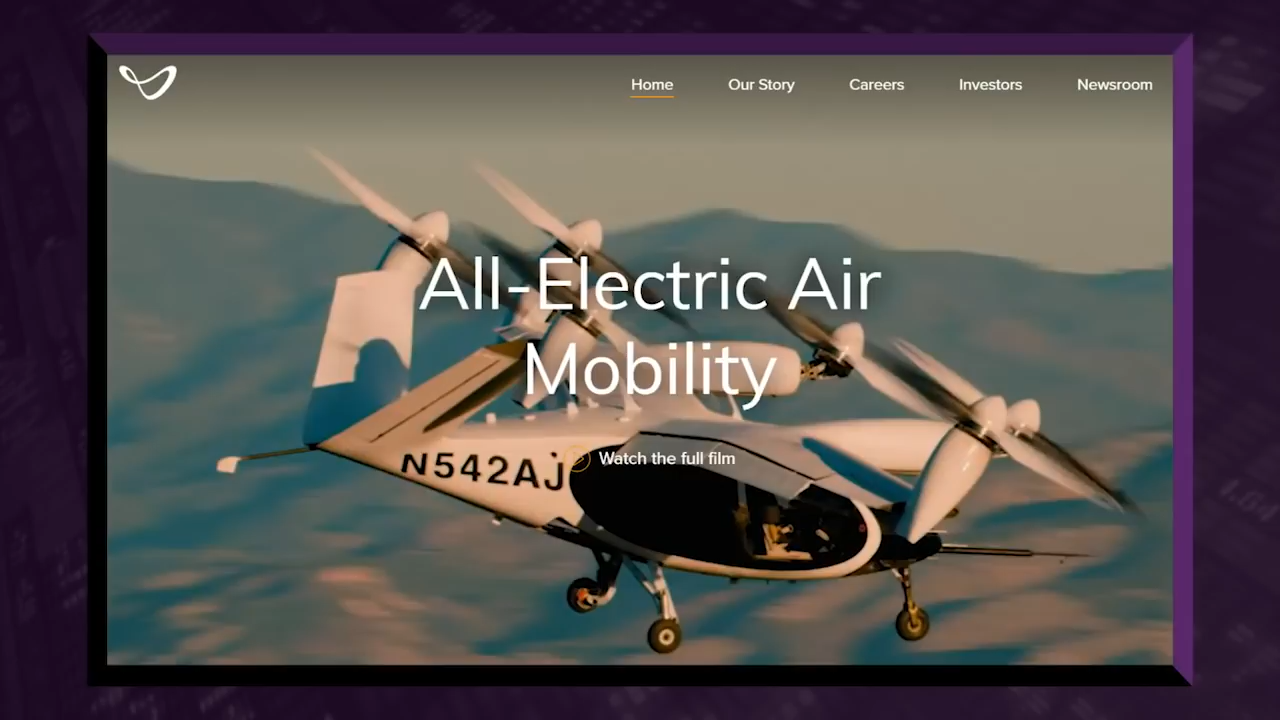 Home Our Story Careers Investors Newsroom
All-Electric Air
Mobility
Watch the full film
N542AJ